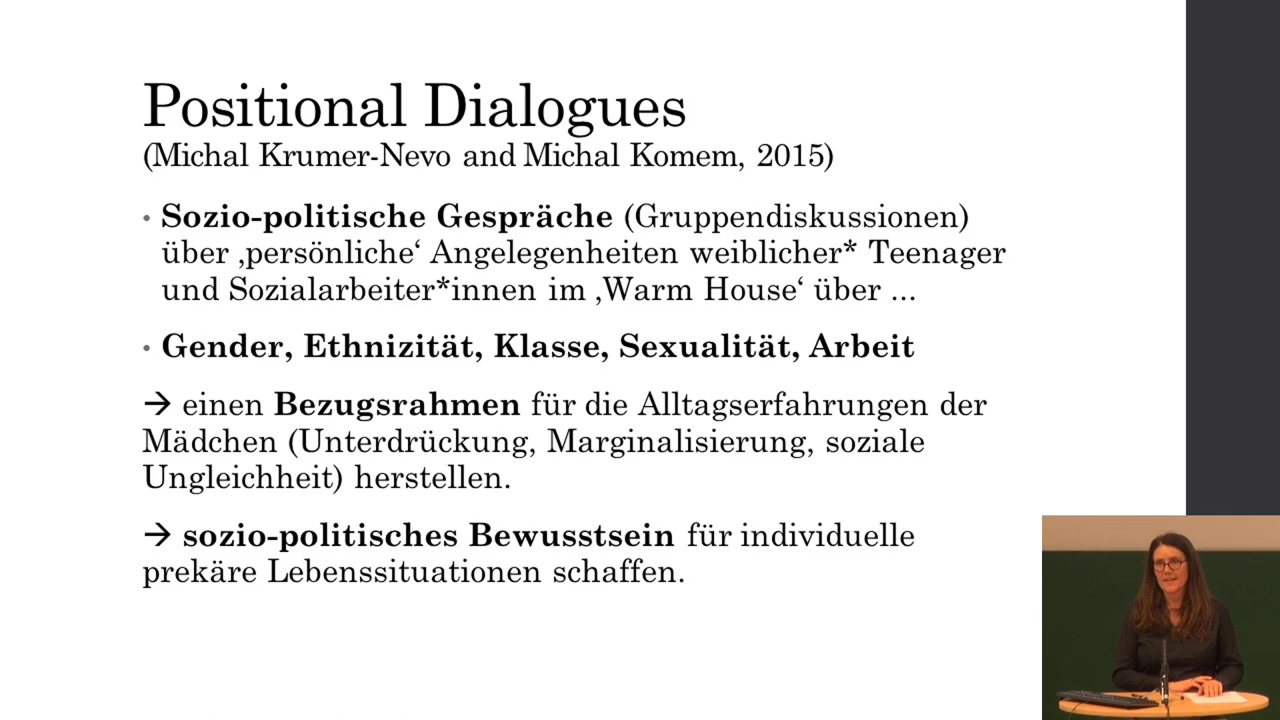 Positional Dialogues
(Michal Krumer-Nevo and Michal Komem, 2015)
• Sozio-politische Gespräche (Gruppendiskussionen)
über ‚persönliche‘ Angelegenheiten weiblicher* Teenager
und Sozialarbeiter*innen im ‚Warm House‘ über ...
• Gender, Ethnizität, Klasse, Sexualität, Arbeit
→ einen Bezugsrahmen für die Alltagserfahrungen der
Mädchen (Unterdrückung, Marginalisierung, soziale
Ungleichheit) herstellen.
→ sozio-politisches Bewusstsein für individuelle
prekäre Lebenssituationen schaffen.